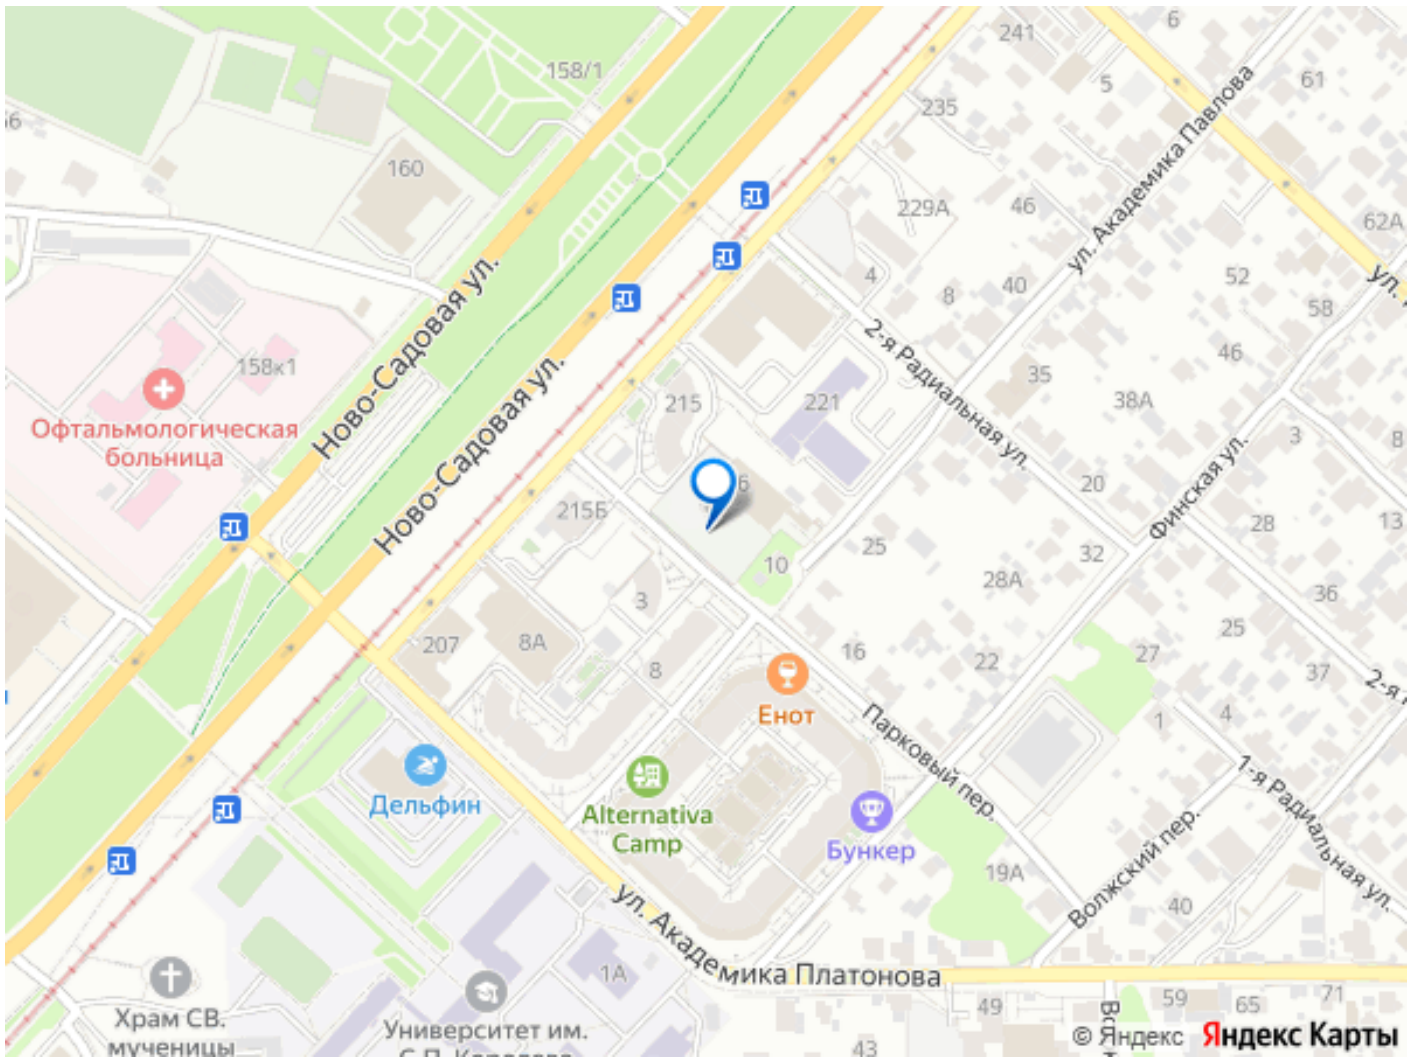 6
241
158/1
5
61
235
66
160
ул. Академика Павлова
229А
46
62А
4
8
40
52
58
ул.
Ново-Садовая ул.
158к1
2-я Радиальная ул.
46
35
38А
215
221
Офтальмологическая
больница
Ново-Садовая ул.
3
8
Финская ул.
6
20
215Б
28
13
10
25
32
28А
3
36
207
8А
25
16
22
27
37
8
2-я
Енот
Парковый пер.
1
4
1-я Радиальная ул.
Дельфин
Alternativa
Camp
Бункер
Волжский пер.
19А
40
ул. Академика Платонова
1А
49
59
65
71
Храм СВ.
мученицы
Университет им.
С.П. Королева
43
© Яндекс Яндекс Карты